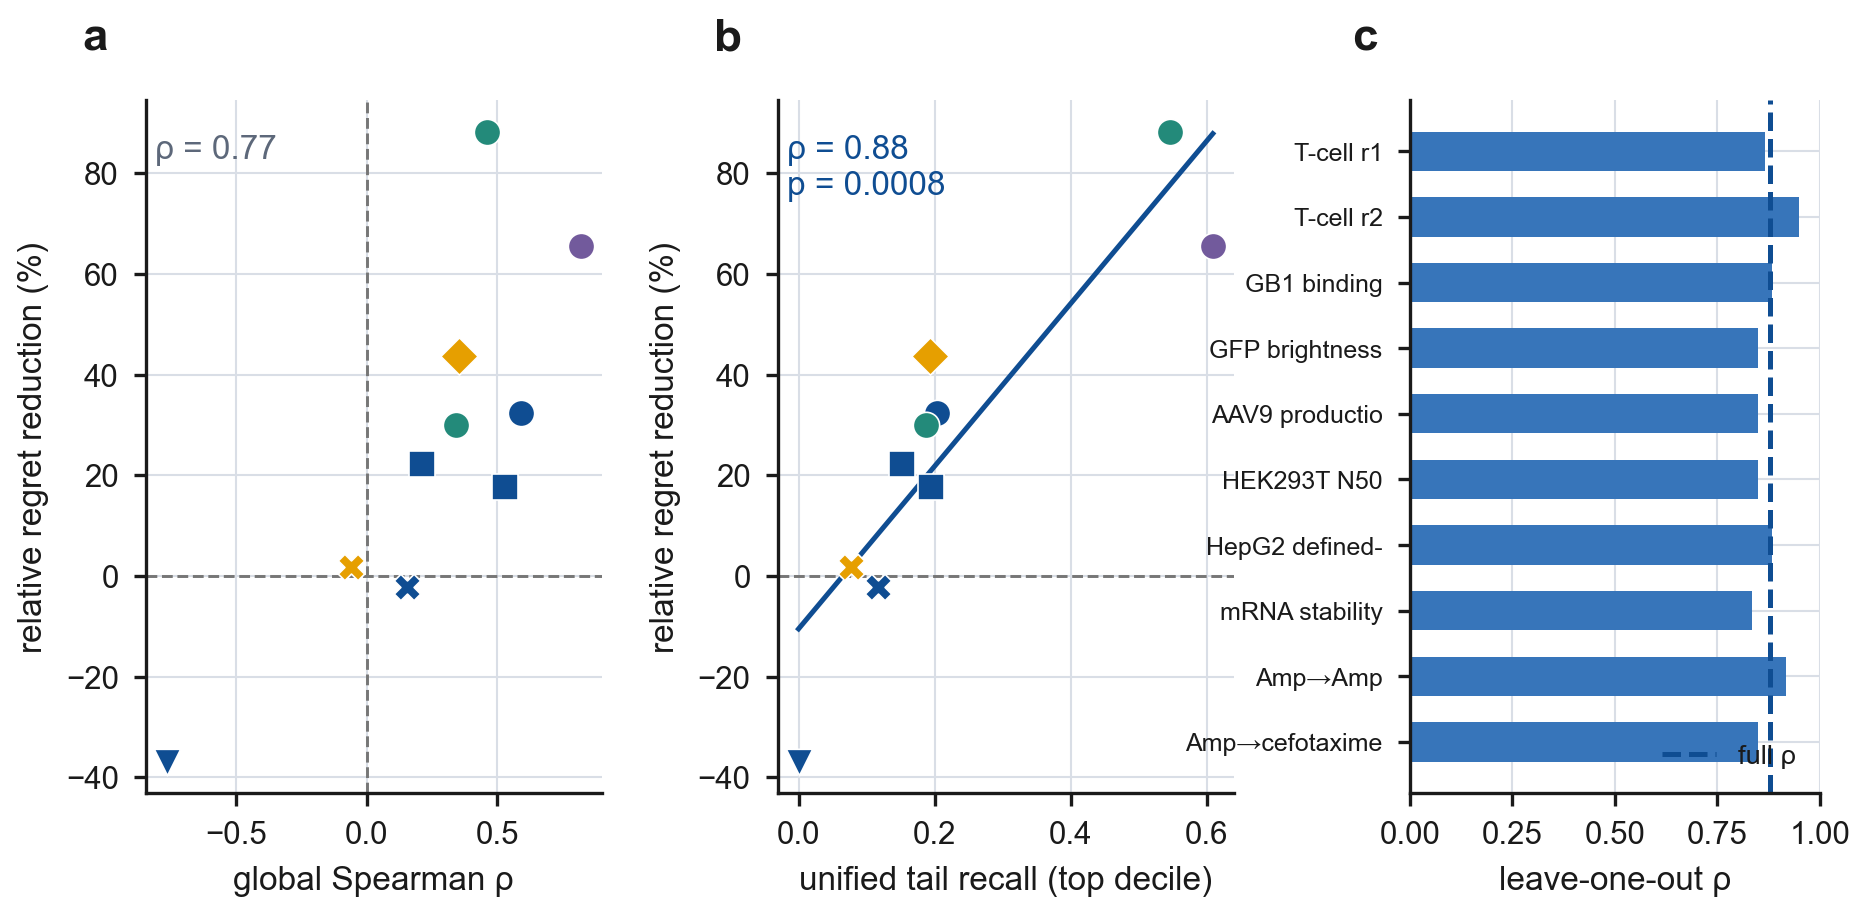 a
ρ = 0.77
80
60
40
20
0
−20
−40
relative regret reduction (%)
−0.5
0.0
0.5
global Spearman ρ
b
ρ = 0.88
p = 0.0008
80
60
40
20
0
−20
−40
relative regret reduction (%)
0.0
0.2
0.4
0.6
unified tail recall (top decile)
c
T-cell r1
T-cell r2
GB1 binding
GFP brightness
AAV9 productio
HEK293T N50
HepG2 defined-
mRNA stability
Amp→Amp
Amp→cefotaxime
full ρ
0.00
0.25
0.50
0.75
1.00
leave-one-out ρ